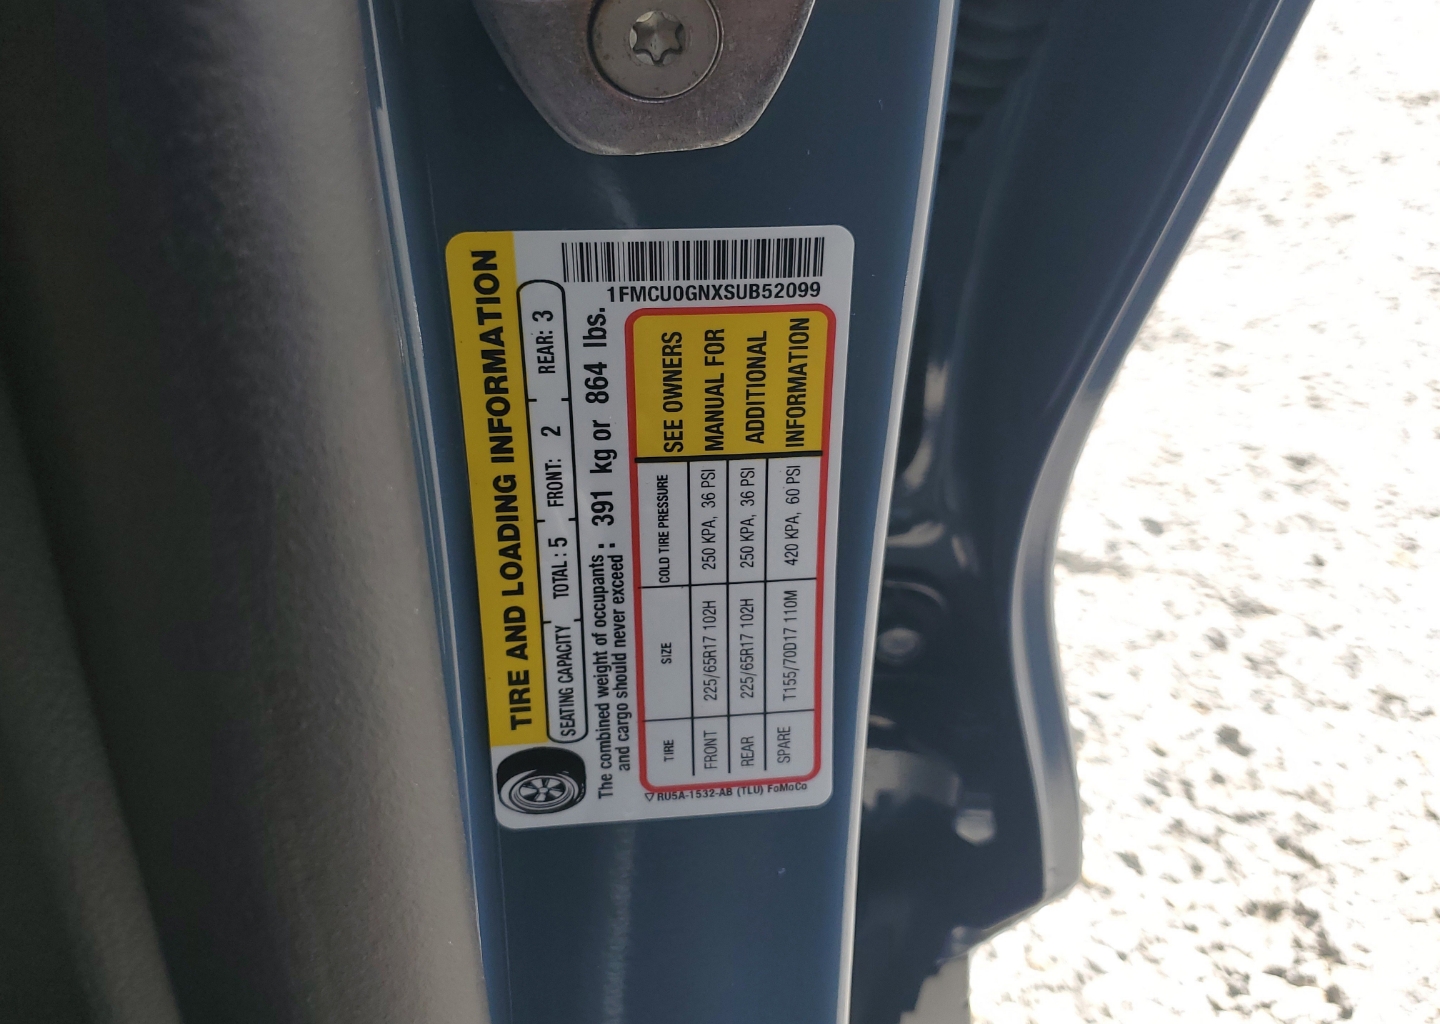 TIRE AND LOADING INFORMATION
SEATING CAPACITY TOTAL : 5 FRONT: 2 REAR: 3
The combined weight of occupants
and cargo should never exceed : 391 kg or 864 lbs.
1FMCU0GNXSUB52099
TIRE SIZE COLD TIRE PRESSURE
FRONT 225/65R17 102H 250 KPA, 36 PSI
REAR 225/65R17 102H 250 KPA, 36 PSI
SPARE T155/70D17 110M 420 KPA, 60 PSI
SEE OWNERS
MANUAL FOR
ADDITIONAL
INFORMATION
RU5A-1532-AB (TLU) FoMoCo